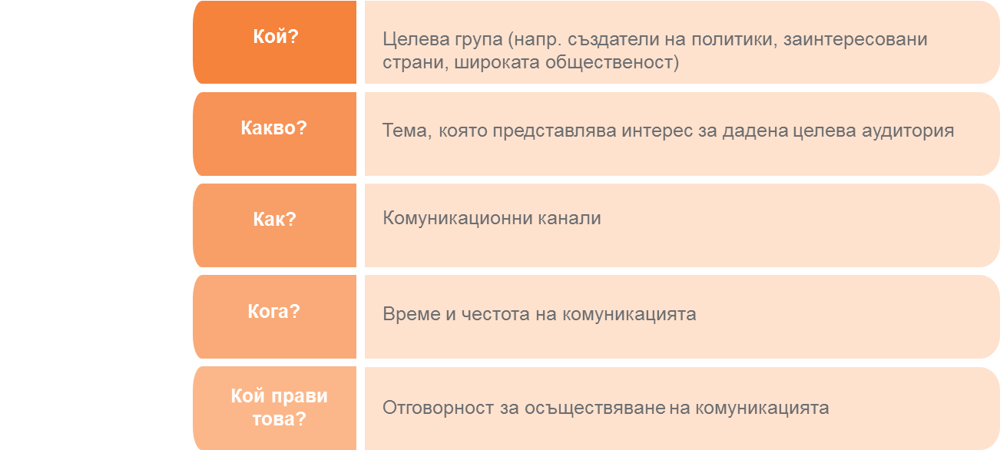 Кой?
Целева група (напр. създатели на политики, заинтересовани
страни, широката общественост)
Какво?
Тема, която представлява интерес за дадена целева аудитория
Как?
Комуникационни канали
Кога?
Време и честота на комуникацията
Кой прави
това?
Отговорност за осъществяване на комуникацията